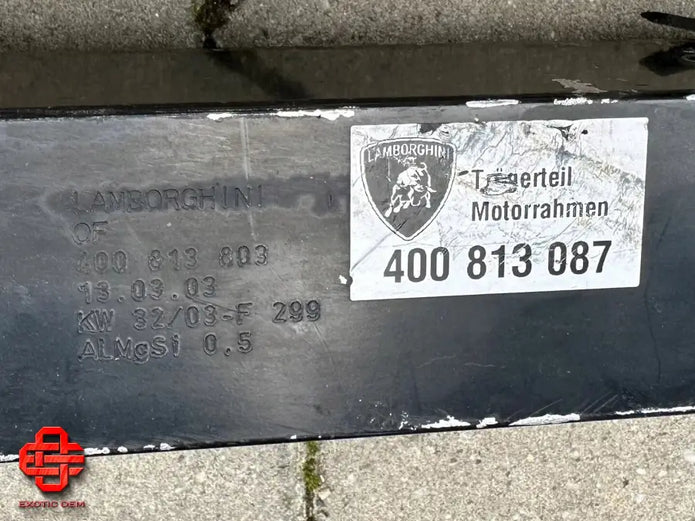 LAMBORGHINI
OF
400 813 803
13.03.03
KW 32/03-F 299
ALMgSi 0.5
LAMBORGHINI
Trägerteil
Motorrahmen
400 813 087
EXOTIC OEM